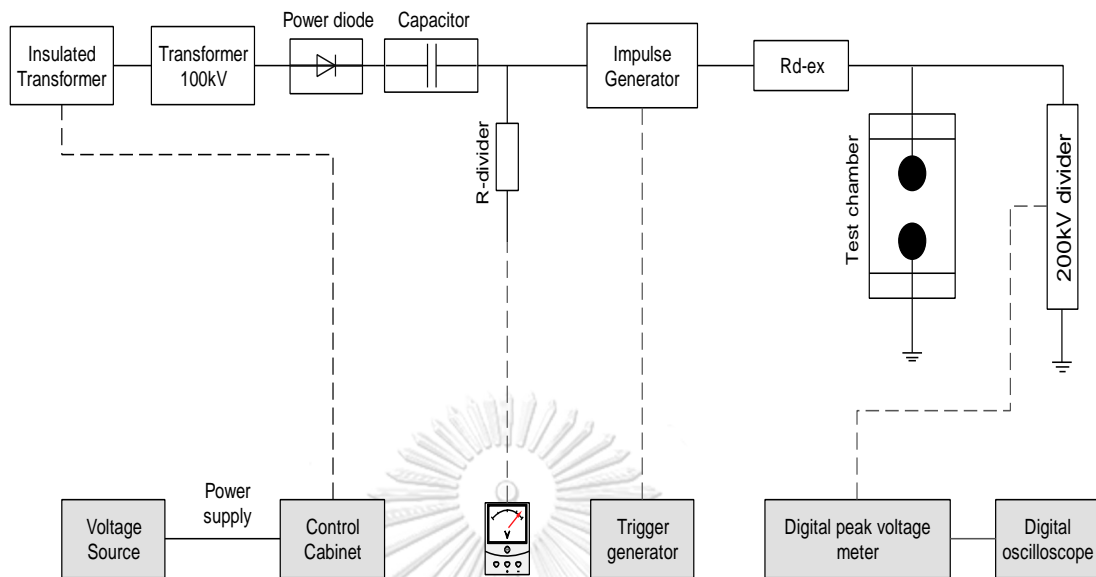 Power diode
Capacitor
Insulated
Transformer
Transformer
100kV
Impulse
Generator
Rd-ex
R-divider
Test chamber
200kV divider
Power
supply
Voltage
Source
Control
Cabinet
V
Trigger
generator
Digital peak voltage
meter
Digital
oscilloscope